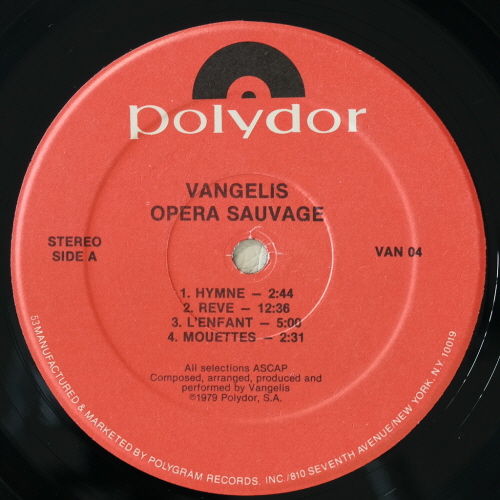 polydor
VANGELIS
OPERA SAUVAGE
STEREO
SIDE A
VAN 04
1. HYMNE — 2:44
2. REVE — 12:36
3. L'ENFANT — 5:00
4. MOUETTES — 2:31
All selections ASCAP
Composed, arranged, produced and
performed by Vangelis
©1979 Polydor, S.A.
53 MANUFACTURED & MARKETED BY POLYGRAM RECORDS, INC./810 SEVENTH AVENUE/NEW YORK, NY 10019